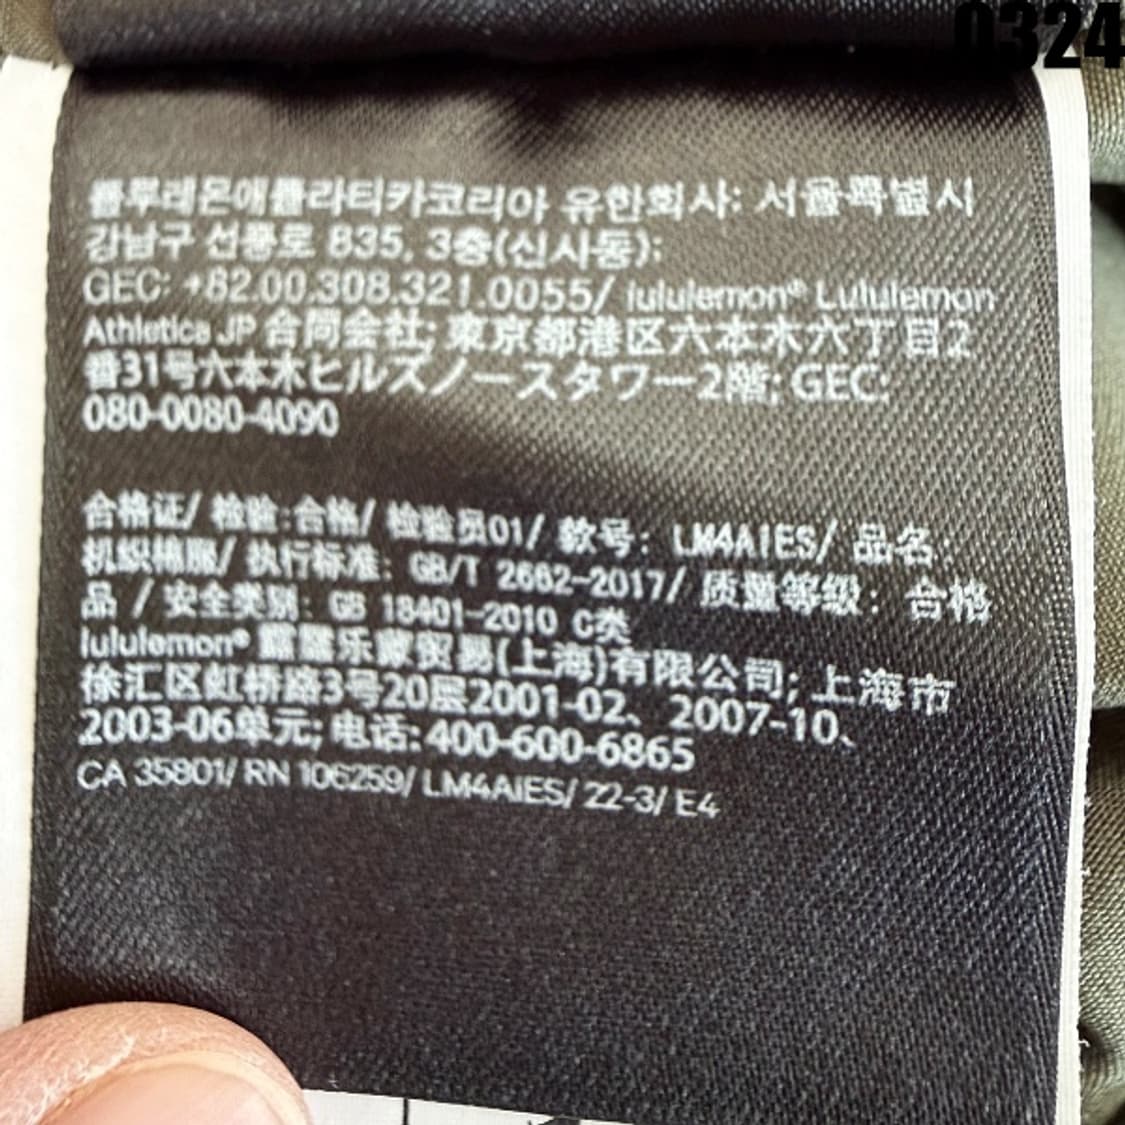 0324
룰루레몬애틀라티카코리아 유한회사: 서울특별시
강남구 선릉로 835, 3층(신사동);
GEC: +82.00.308.321.0055/ lululemon® Lululemon
Athletica JP 合同会社; 東京都港区六本木六丁目2
番31号六本木ヒルズノースタワー2階; GEC:
080-0080-4090
合格证/ 检验:合格/ 检验员01/ 款号: LM4A1ES/ 品名:
机织棉服/ 执行标准: GB/T 2662-2017/ 质量等级: 合格
品 / 安全类别: GB 18401-2010 C类
lululemon® 露露乐蒙贸易(上海)有限公司; 上海市
徐汇区虹桥路3号20层2001-02、2007-10、
2003-06单元; 电话: 400-600-6865
CA 35801/ RN 106259/ LM4AIES/ 22-3/ E4